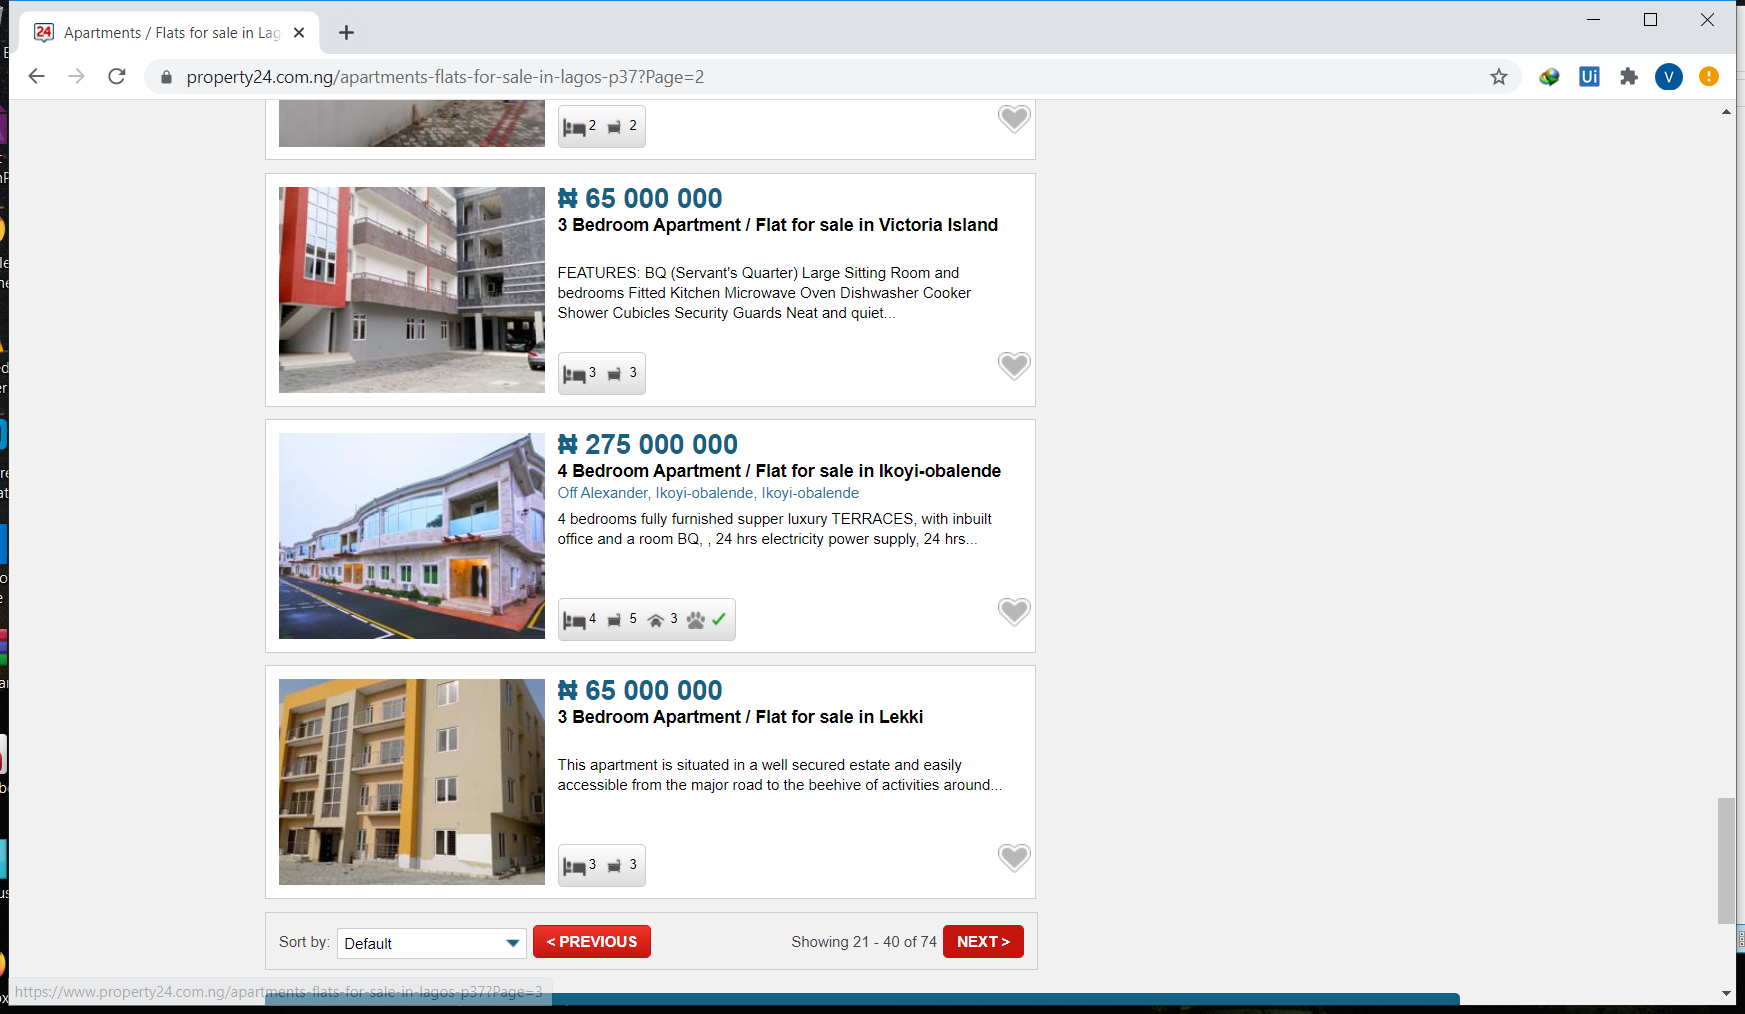 24 Apartments / Flats for sale in Lag
property24.com.ng/apartments-flats-for-sale-in-lagos-p37?Page=2
Ui
V
2 2
₦ 65 000 000
3 Bedroom Apartment / Flat for sale in Victoria Island
FEATURES: BQ (Servant's Quarter) Large Sitting Room and
bedrooms Fitted Kitchen Microwave Oven Dishwasher Cooker
Shower Cubicles Security Guards Neat and quiet...
3 3
₦ 275 000 000
4 Bedroom Apartment / Flat for sale in Ikoyi-obalende
Off Alexander, Ikoyi-obalende, Ikoyi-obalende
4 bedrooms fully furnished supper luxury TERRACES, with inbuilt
office and a room BQ, , 24 hrs electricity power supply, 24 hrs...
4 5 3
₦ 65 000 000
3 Bedroom Apartment / Flat for sale in Lekki
This apartment is situated in a well secured estate and easily
accessible from the major road to the beehive of activities around...
3 3
Sort by: Default < PREVIOUS Showing 21 - 40 of 74 NEXT >
https://www.property24.com.ng/apartments-flats-for-sale-in-lagos-p37?Page=3